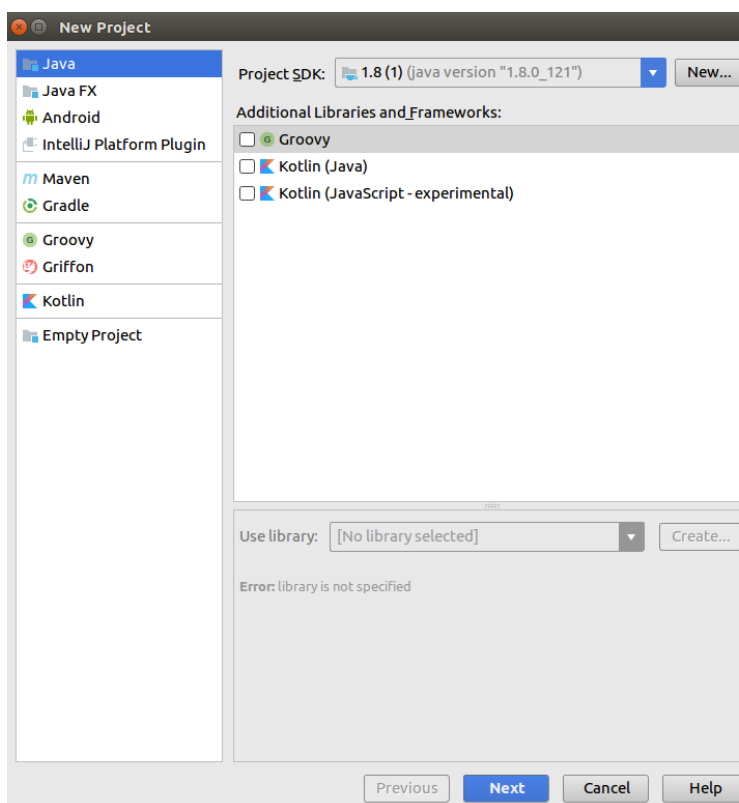 New Project
Java
Java FX
Android
IntelliJ Platform Plugin
Maven
Gradle
Groovy
Griffon
Kotlin
Empty Project
Project SDK: 1.8 (1) (java version "1.8.0_121") New...
Additional Libraries and Frameworks:
Groovy
Kotlin (Java)
Kotlin (JavaScript - experimental)
Use library: [No library selected] Create...
Error: library is not specified
Previous Next Cancel Help